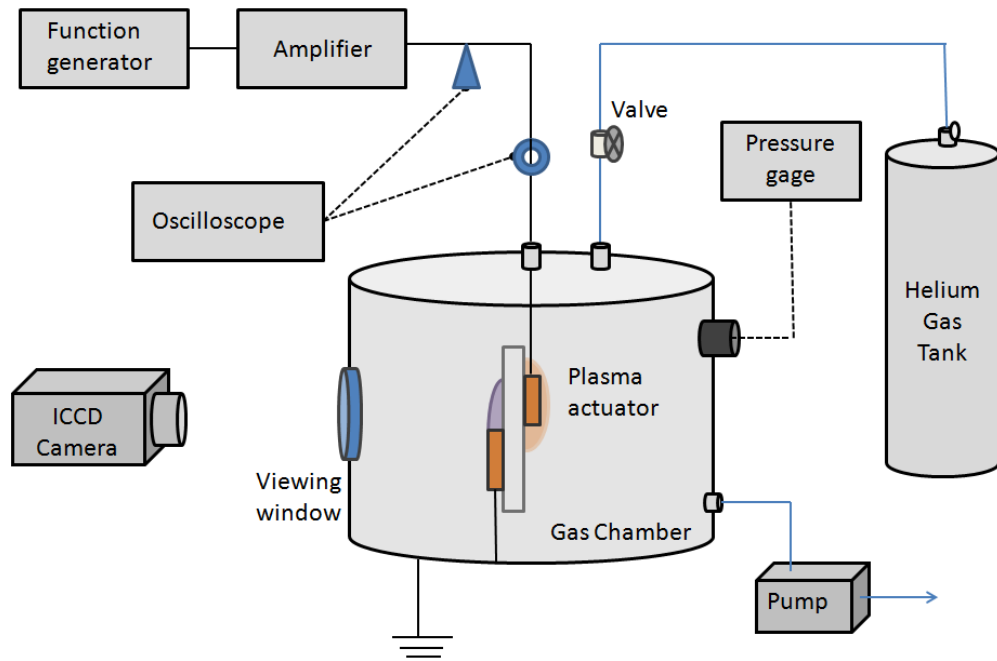 Function
generator
Amplifier
Valve
Pressure
gage
Oscilloscope
Helium
Gas
Tank
Plasma
actuator
ICCD
Camera
Viewing
window
Gas Chamber
Pump